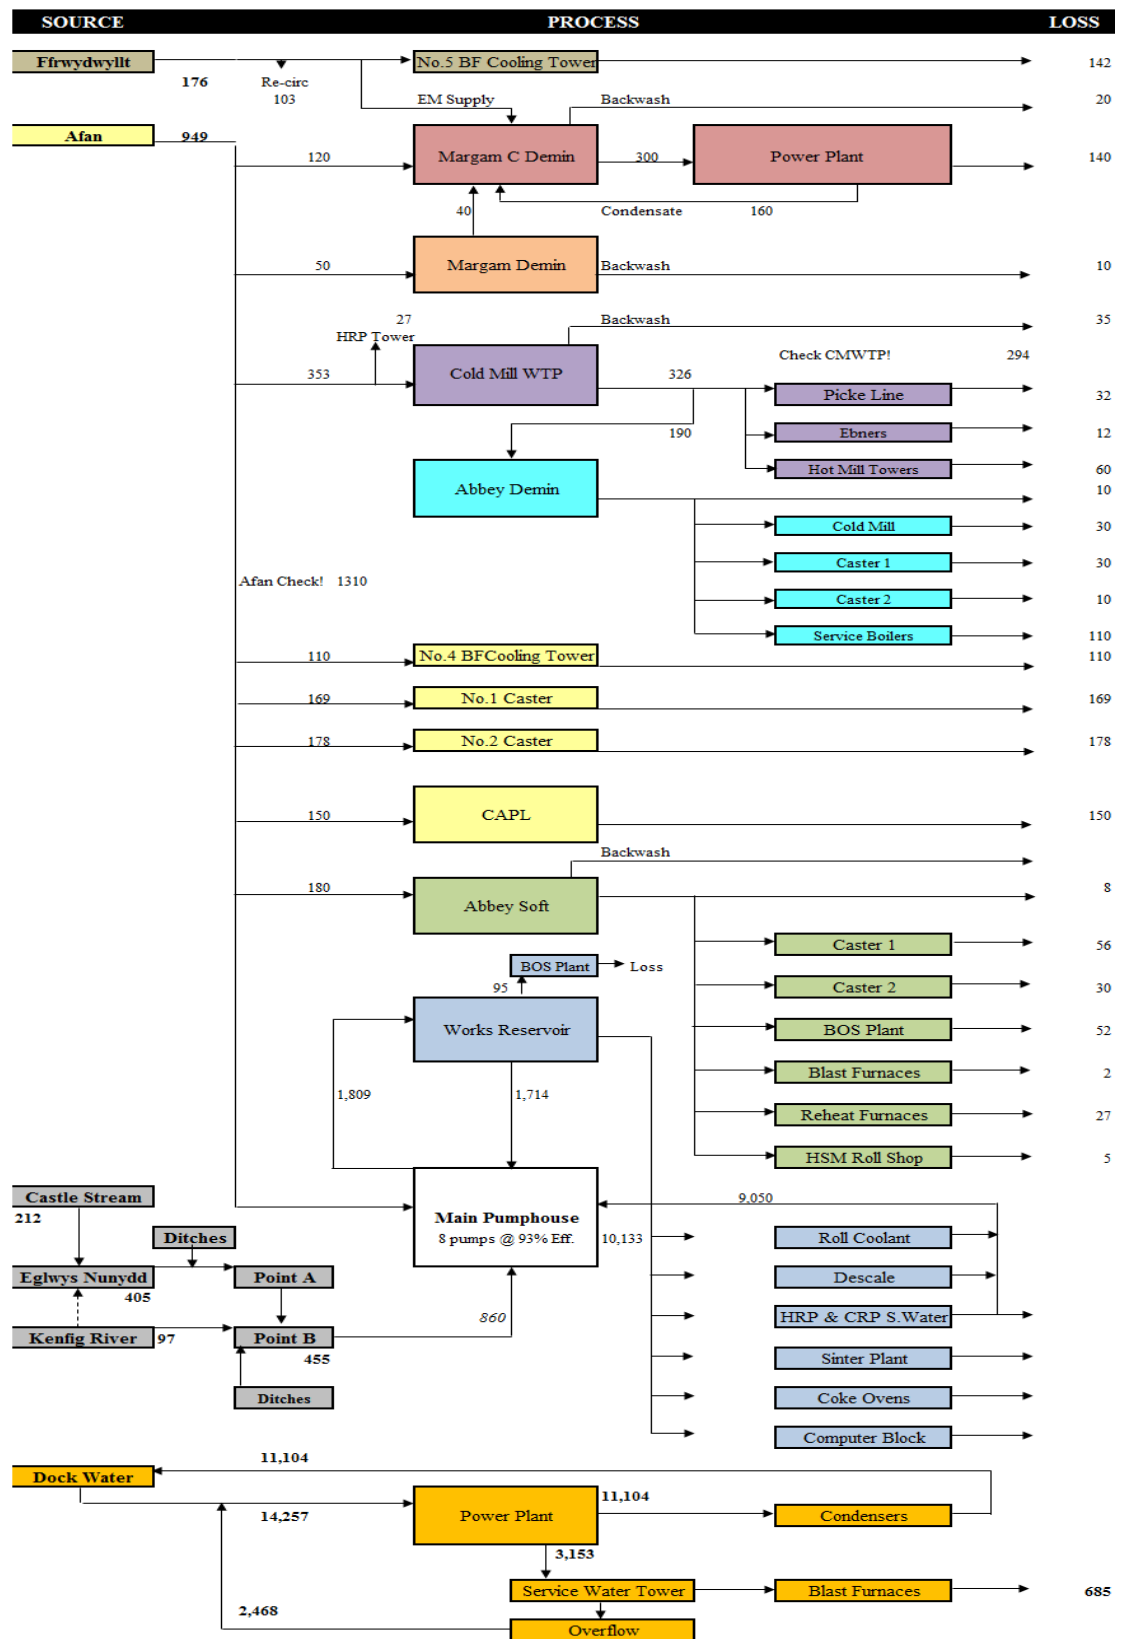 SOURCE PROCESS LOSS
Ffrwydwyllt No.5 BF Cooling Tower 142
176 Re-circ
103 EM Supply Backwash 20
Afan 949
120 Margam C Demin 300 Power Plant 140
40 Condensate 160
50 Margam Demin Backwash 10
27 Backwash 35
HRP Tower
Check CMWTP! 294
353 Cold Mill WTP 326
Picke Line 32
190 Ebners 12
Hot Mill Towers 60
Abbey Demin 10
Cold Mill 30
Caster 1 30
Afan Check! 1310
Caster 2 10
Service Boilers 110
110 No.4 BFCooling Tower 110
169 No.1 Caster 169
178 No.2 Caster 178
150 CAPL 150
Backwash
180 Abbey Soft 8
Caster 1 56
BOS Plant Loss
95 Caster 2 30
Works Reservoir BOS Plant 52
Blast Furnaces 2
1,809 1,714
Reheat Furnaces 27
HSM Roll Shop 5
Castle Stream 9,050
212 Main Pumphouse
Ditches 8 pumps @ 93% Eff. 10,133 Roll Coolant
Eglwys Nunydd Point A Descale
405
860 HRP & CRP S.Water
Kenfig River 97 Point B
455 Sinter Plant
Ditches Coke Ovens
Computer Block
11,104
Dock Water
11,104
14,257 Power Plant Condensers
3,153
Service Water Tower Blast Furnaces 685
2,468
Overflow